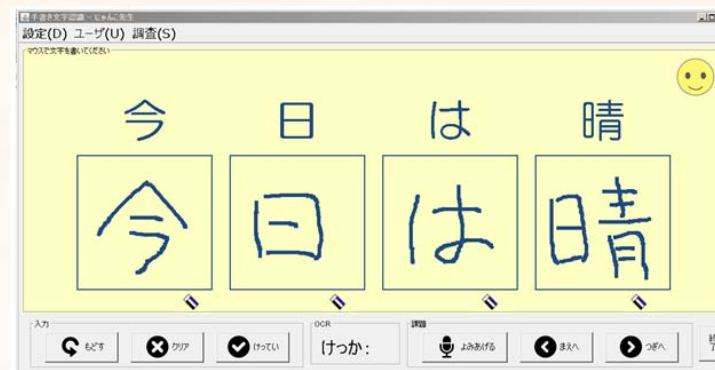 手書き文字認識 - にゃんこ先生
設定(D) ユーザ(U) 調査(S)
マウスで文字を書いてください
今 日 は 晴
今 日 は 晴
入力
もどす クリア けってい
OCR
けっか:
課題
よみあげる まえへ つぎへ